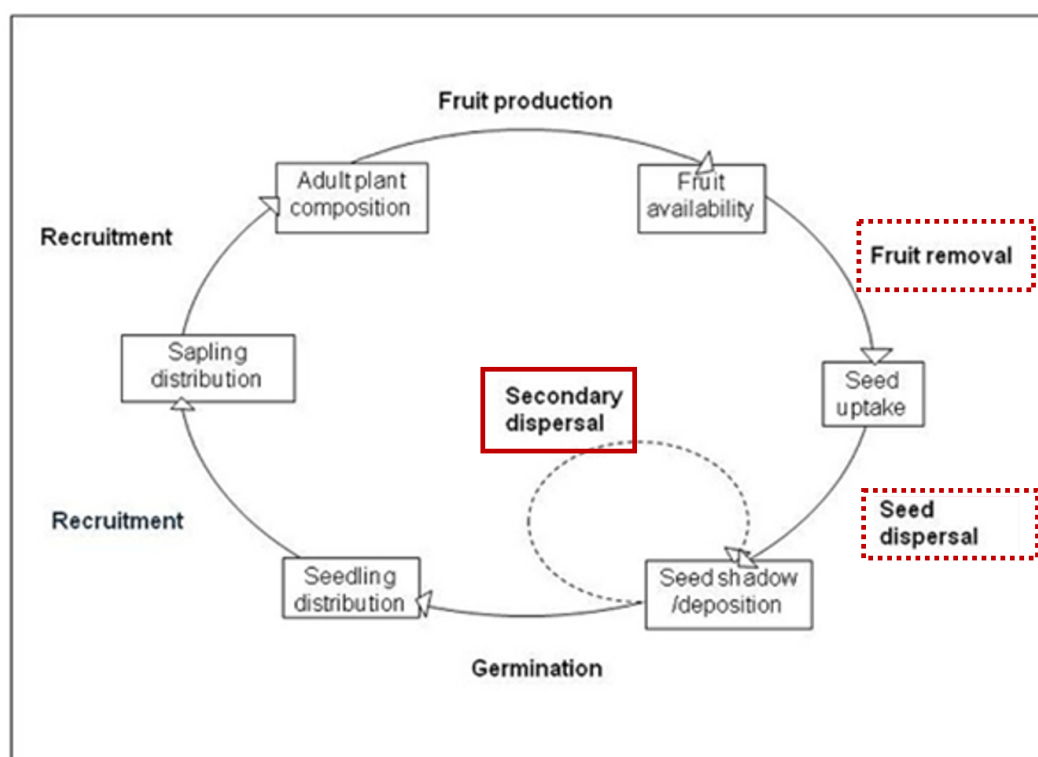 Fruit production
Adult plant
composition
Fruit
availability
Recruitment
Fruit removal
Sapling
distribution
Secondary
dispersal
Seed
uptake
Recruitment
Seed
dispersal
Seedling
distribution
Seed shadow
/deposition
Germination